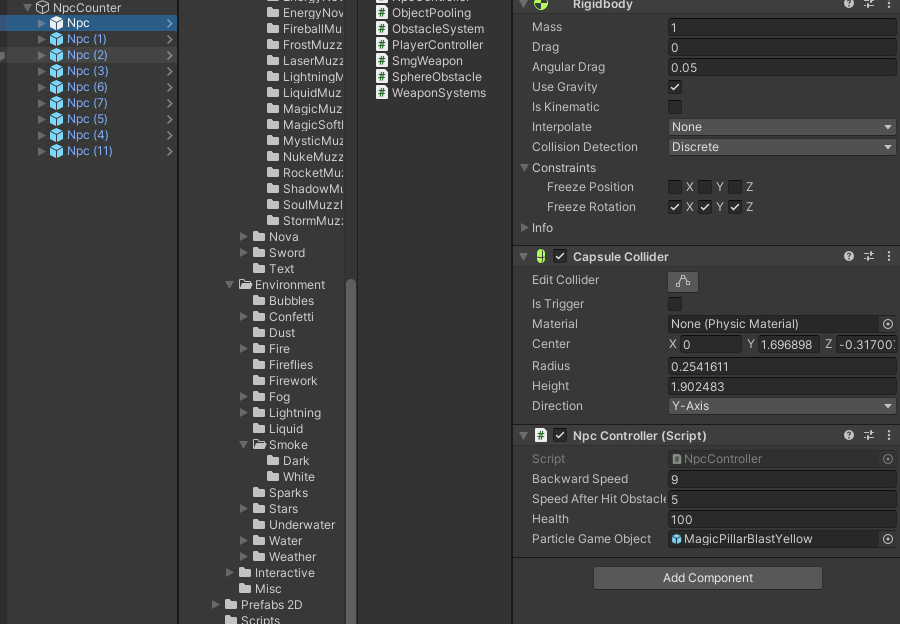 NpcCounter
Npc
Npc (1)
Npc (2)
Npc (3)
Npc (6)
Npc (7)
Npc (5)
Npc (4)
Npc (11)
EnergyNov
FireballMu
FrostMuzz
LaserMuzz
LightningM
LiquidMuz
MagicMuz
MagicSoft
MysticMuz
NukeMuzz
RocketMu
ShadowMu
SoulMuzzl
StormMuzz
Nova
Sword
Text
Environment
Bubbles
Confetti
Dust
Fire
Fireflies
Firework
Fog
Lightning
Liquid
Smoke
Dark
White
Sparks
Stars
Underwater
Water
Weather
Interactive
Misc
Prefabs 2D
Scripts
ObjectPooling
ObstacleSystem
PlayerController
SmgWeapon
SphereObstacle
WeaponSystems
Rigidbody
Mass 1
Drag 0
Angular Drag 0.05
Use Gravity
Is Kinematic
Interpolate None
Collision Detection Discrete
Constraints
Freeze Position X Y Z
Freeze Rotation X Y Z
Info
Capsule Collider
Edit Collider
Is Trigger
Material None (Physic Material)
Center X 0 Y 1.696898 Z -0.317007
Radius 0.2541611
Height 1.902483
Direction Y-Axis
# Npc Controller (Script)
Script NpcController
Backward Speed 9
Speed After Hit Obstacle 5
Health 100
Particle Game Object MagicPillarBlastYellow
Add Component